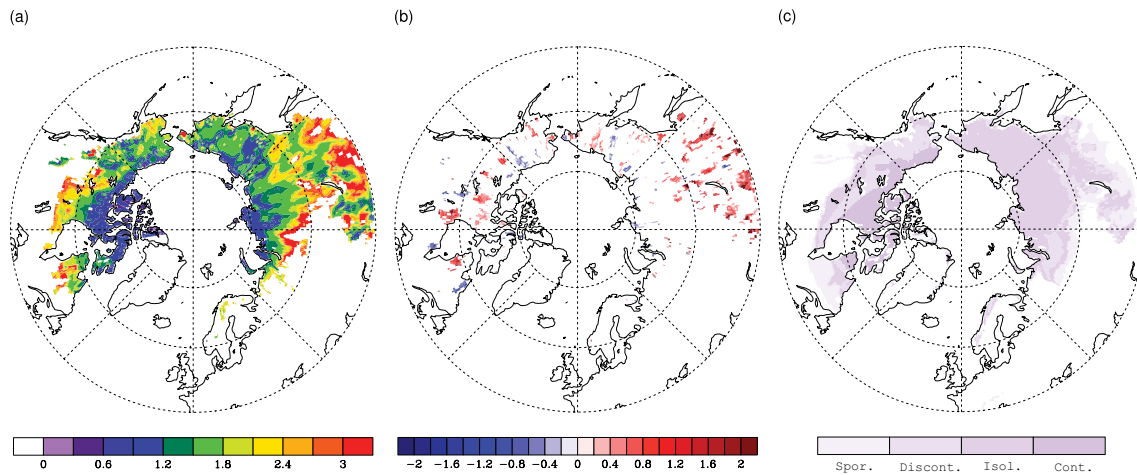 (a)
(b)
(c)
0 0.6 1.2 1.8 2.4 3
−2 −1.6 −1.2 −0.8 −0.4 0 0.4 0.8 1.2 1.6 2
Spor. Discont. Isol. Cont.